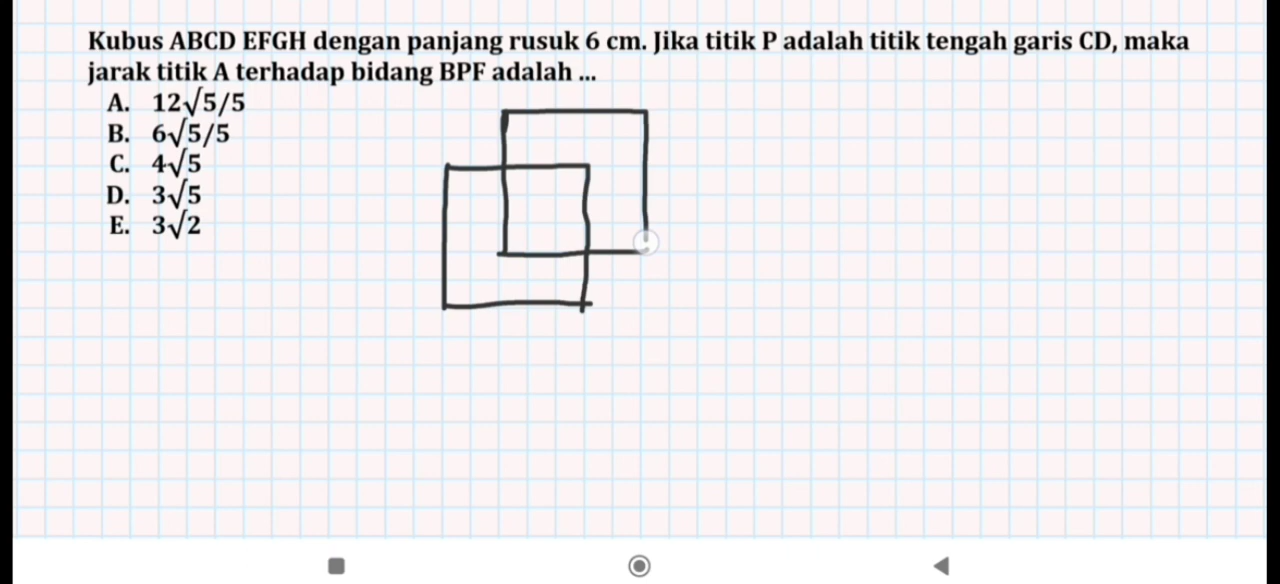 Kubus ABCD EFGH dengan panjang rusuk 6 cm. Jika titik P adalah titik tengah garis CD, maka
jarak titik A terhadap bidang BPF adalah ...
A. 12√5/5
B. 6√5/5
C. 4√5
D. 3√5
E. 3√2